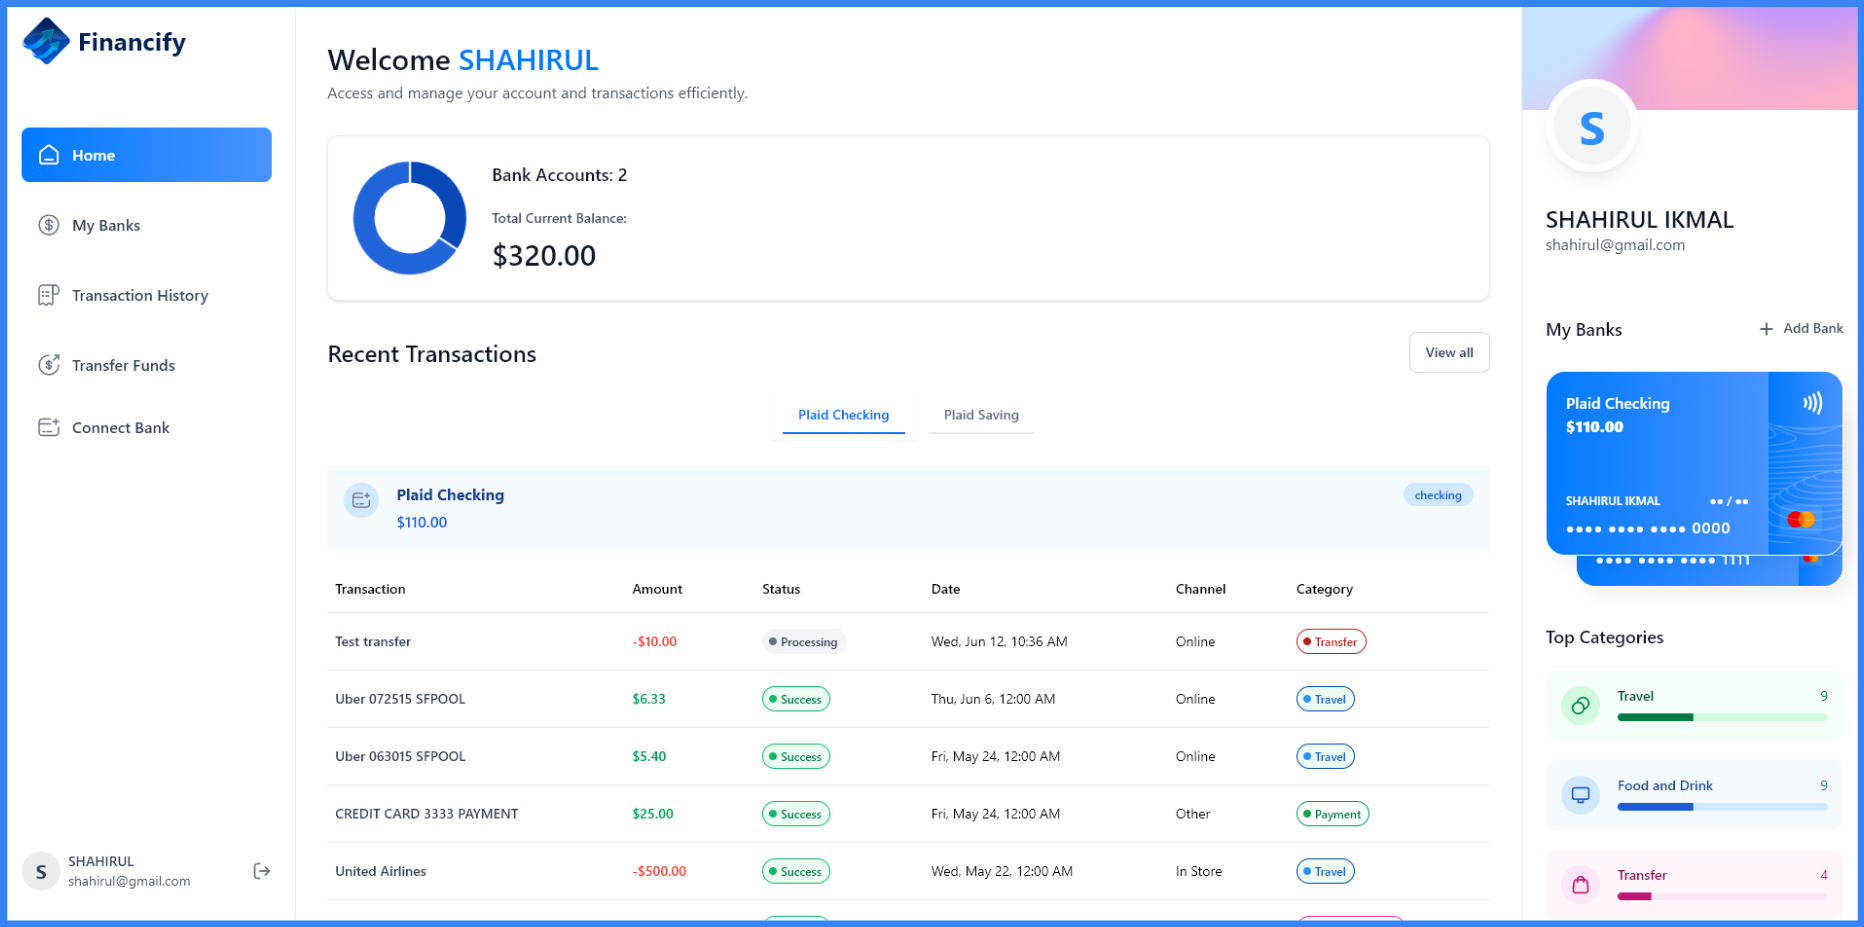 Financify
Home
My Banks
Transaction History
Transfer Funds
Connect Bank
S
SHAHIRUL
shahirul@gmail.com
Welcome SHAHIRUL
Access and manage your account and transactions efficiently.
Bank Accounts: 2
Total Current Balance:
$320.00
Recent Transactions
View all
Plaid Checking
Plaid Saving
Plaid Checking
$110.00
checking
Transaction Amount Status Date Channel Category
Test transfer -$10.00 Processing Wed, Jun 12, 10:36 AM Online Transfer
Uber 072515 SFPOOL $6.33 Success Thu, Jun 6, 12:00 AM Online Travel
Uber 063015 SFPOOL $5.40 Success Fri, May 24, 12:00 AM Online Travel
CREDIT CARD 3333 PAYMENT $25.00 Success Fri, May 24, 12:00 AM Other Payment
United Airlines -$500.00 Success Wed, May 22, 12:00 AM In Store Travel
S
SHAHIRUL IKMAL
shahirul@gmail.com
My Banks
+ Add Bank
Plaid Checking
$110.00
SHAHIRUL IKMAL •• / ••
•••• •••• •••• 0000
•••• •••• •••• 1111
Top Categories
Travel 9
Food and Drink 9
Transfer 4